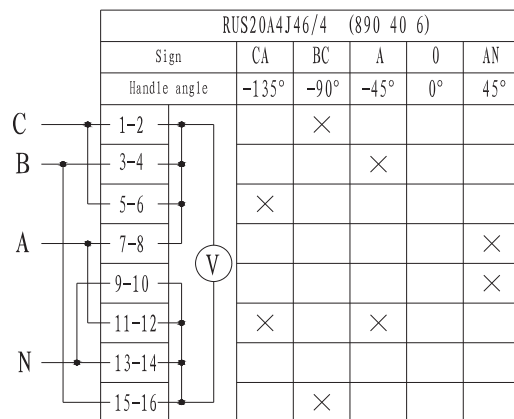 RUS20A4J46/4 (890 40 6)
Sign CA BC A 0 AN
Handle angle -135° -90° -45° 0° 45°
C 1-2 ×
B 3-4 ×
5-6 ×
A 7-8 ×
V
9-10 ×
11-12 × ×
N 13-14
15-16 ×